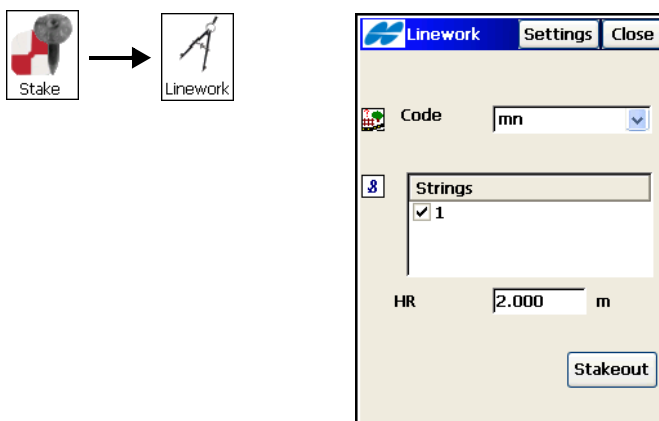 Stake
Linework
Linework Settings Close
Code mn
Strings
1
HR 2.000 m
Stakeout